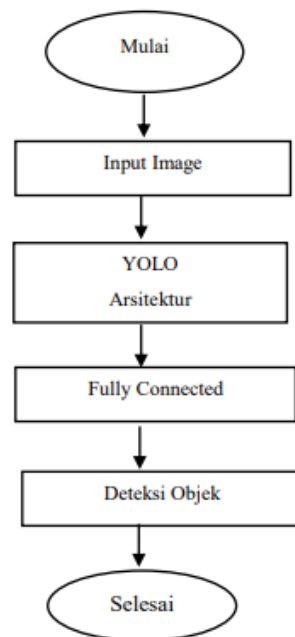 Mulai
Input Image
YOLO
Arsitektur
Fully Connected
Deteksi Objek
Selesai